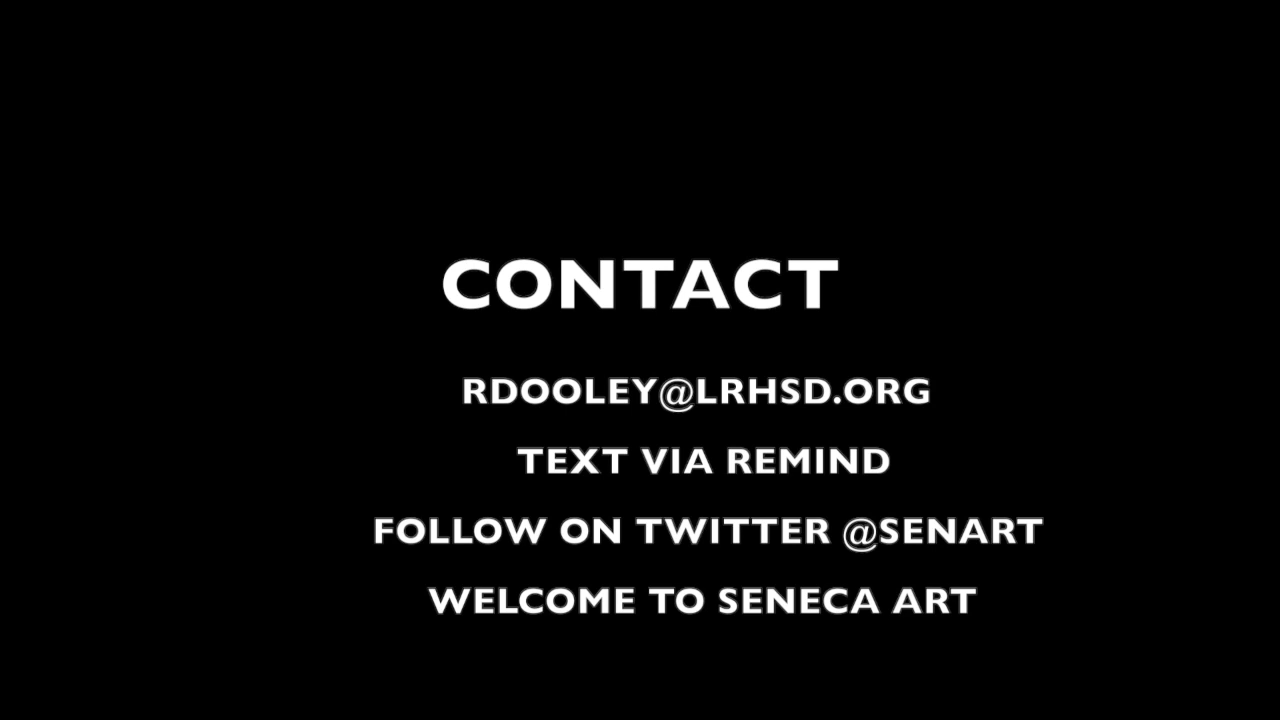 CONTACT
RDOOLEY@LRHSD.ORG
TEXT VIA REMIND
FOLLOW ON TWITTER @SENART
WELCOME TO SENECA ART